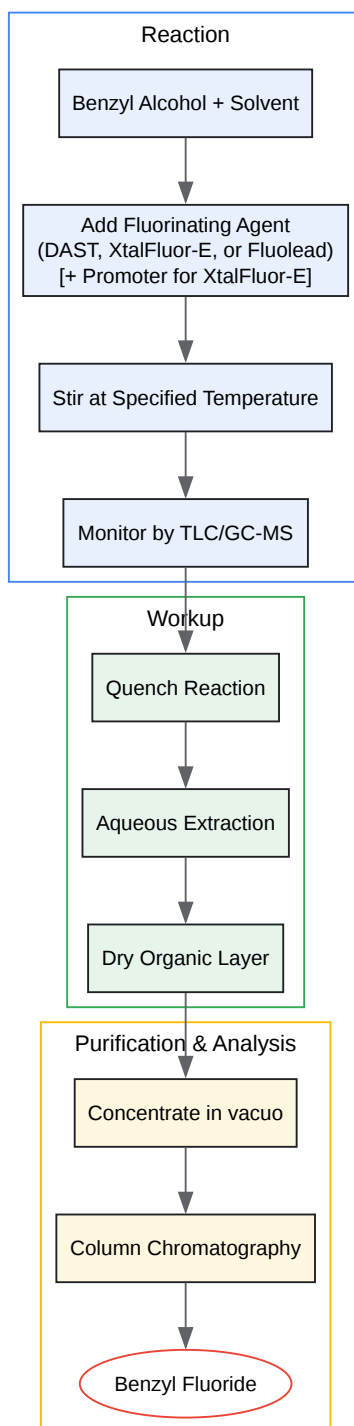 Reaction
Benzyl Alcohol + Solvent
Add Fluorinating Agent
(DAST, XtalFluor-E, or Fluolead)
[+ Promoter for XtalFluor-E]
Stir at Specified Temperature
Monitor by TLC/GC-MS
Workup
Quench Reaction
Aqueous Extraction
Dry Organic Layer
Purification & Analysis
Concentrate in vacuo
Column Chromatography
Benzyl Fluoride